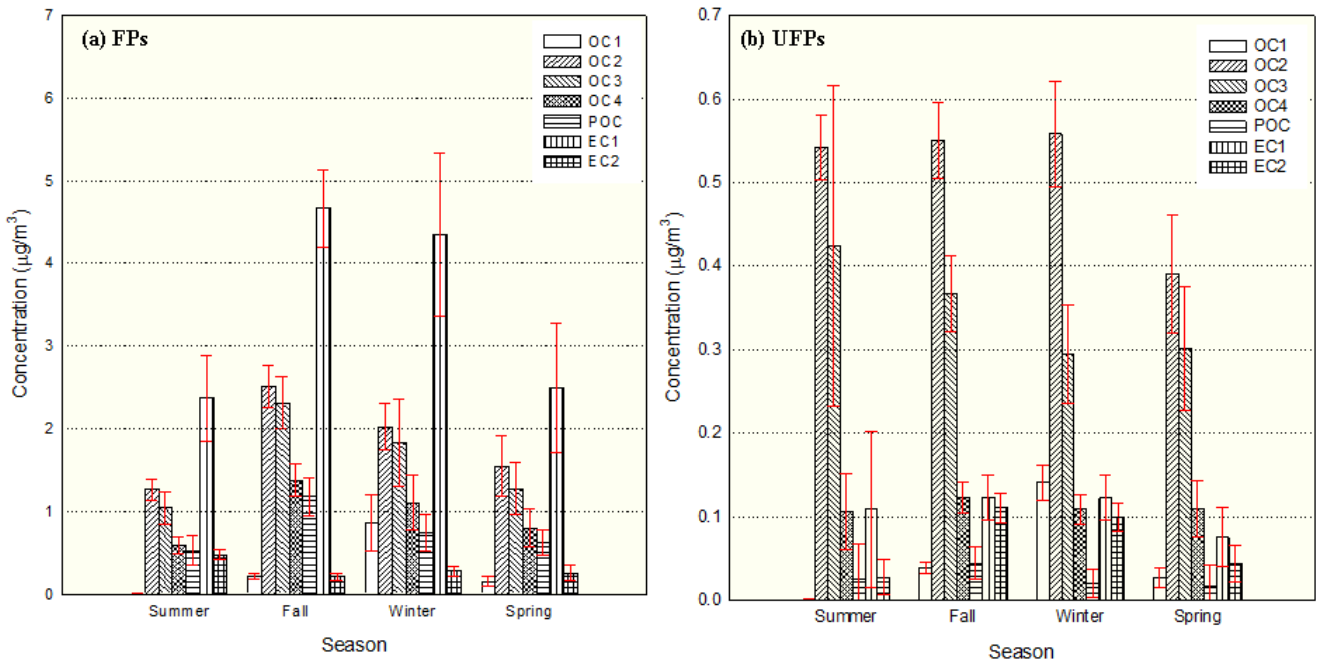 (a) FPs
OC1
OC2
OC3
OC4
POC
EC1
EC2
7
6
5
4
3
2
1
0
Concentration (μg/m³)
Summer Fall Winter Spring
Season
(b) UFPs
OC1
OC2
OC3
OC4
POC
EC1
EC2
0.7
0.6
0.5
0.4
0.3
0.2
0.1
0.0
Concentration (μg/m³)
Summer Fall Winter Spring
Season